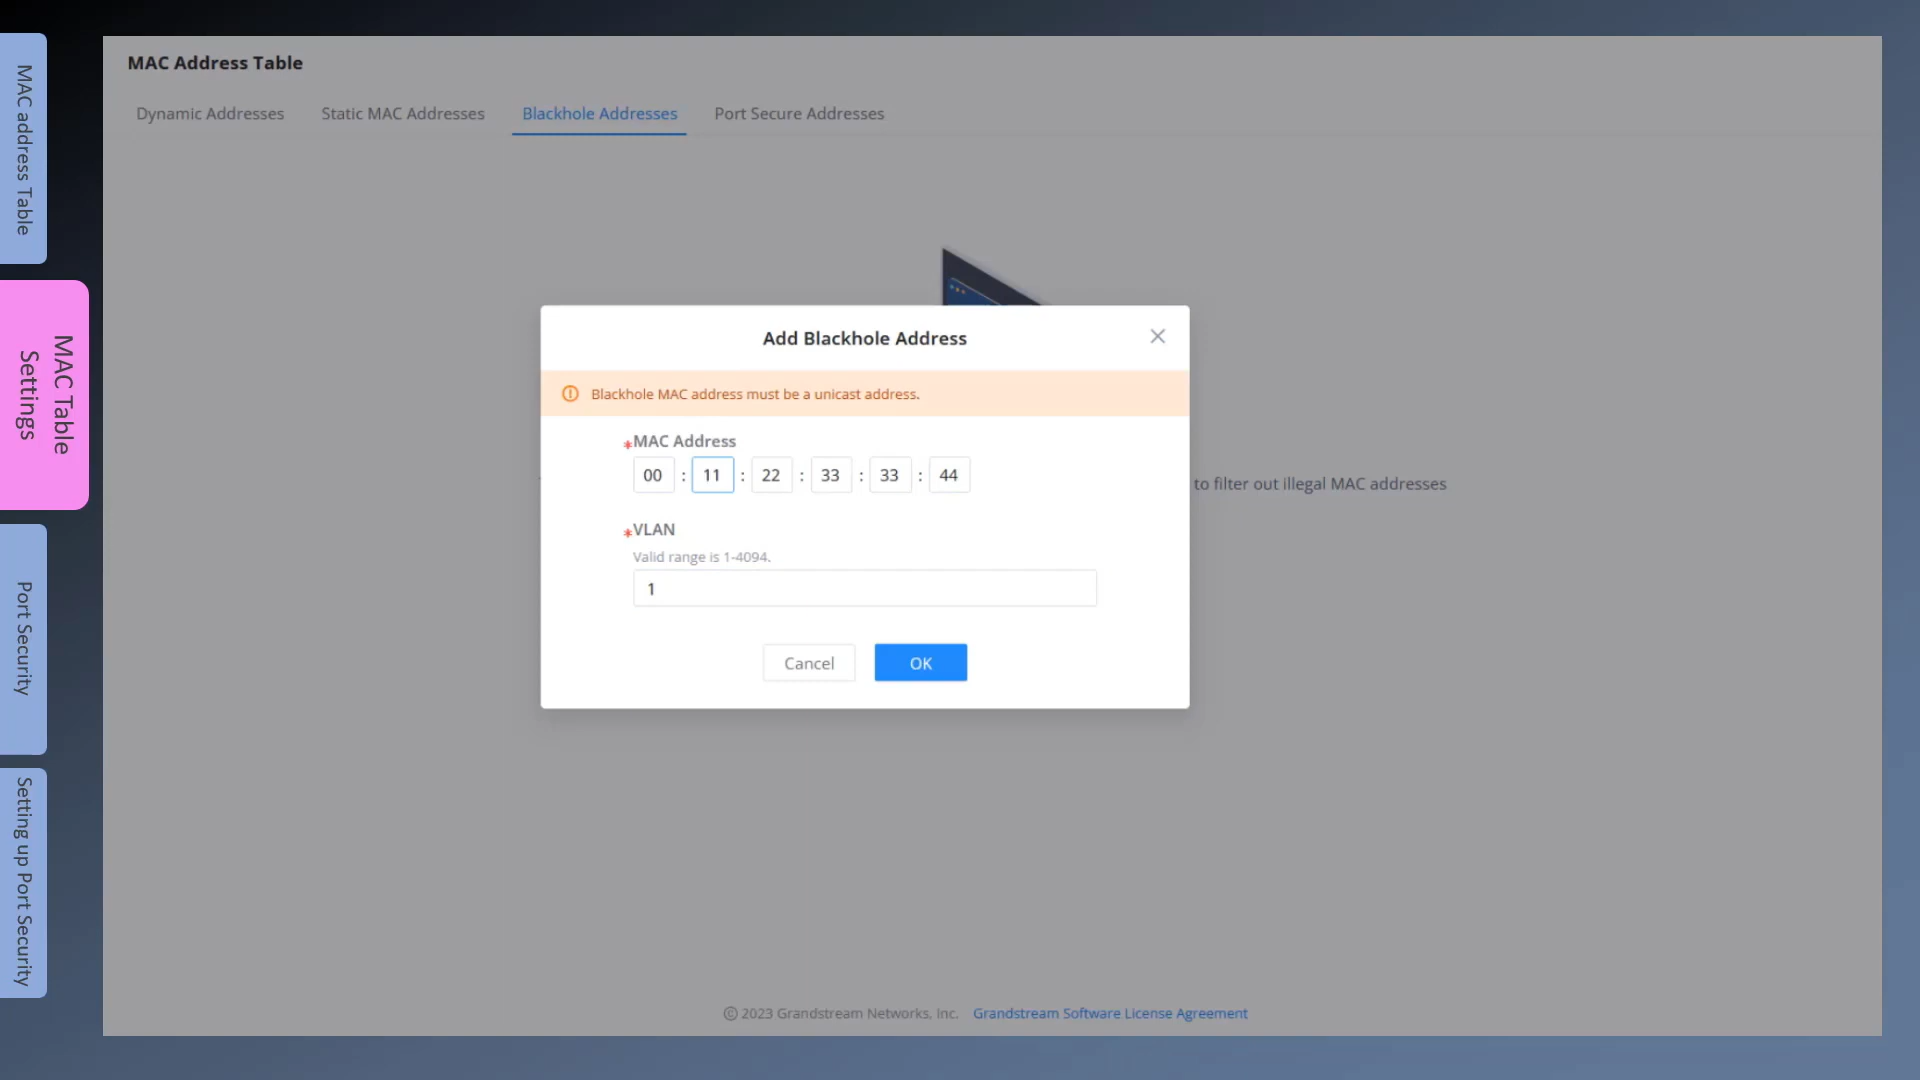 MAC address Table
MAC Table
Settings
Port Security
Setting up Port Security
MAC Address Table
Dynamic Addresses Static MAC Addresses Blackhole Addresses Port Secure Addresses
Add Blackhole Address
Blackhole MAC address must be a unicast address.
*MAC Address
00 : 11 : 22 : 33 : 33 : 44
to filter out illegal MAC addresses
*VLAN
Valid range is 1-4094.
1
Cancel OK
© 2023 Grandstream Networks, Inc. Grandstream Software License Agreement